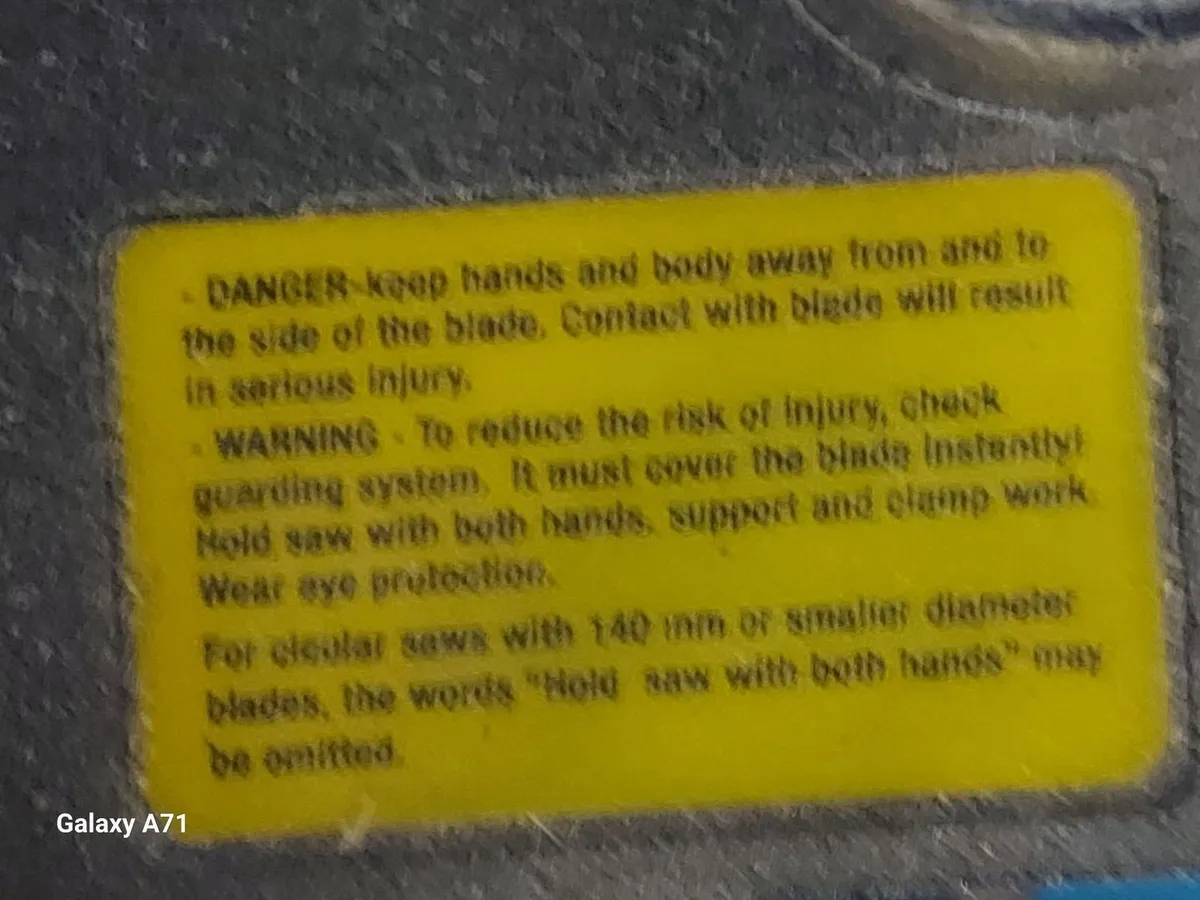 - DANGER-keep hands and body away from and to
the side of the blade. Contact with blade will result
in serious injury.
- WARNING - To reduce the risk of injury, check
guarding system. It must cover the blade instantly!
Hold saw with both hands, support and clamp work.
Wear eye protection.
For cicular saws with 140 mm or smaller diameter
blades, the words "Hold saw with both hands" may
be omitted.
Galaxy A71